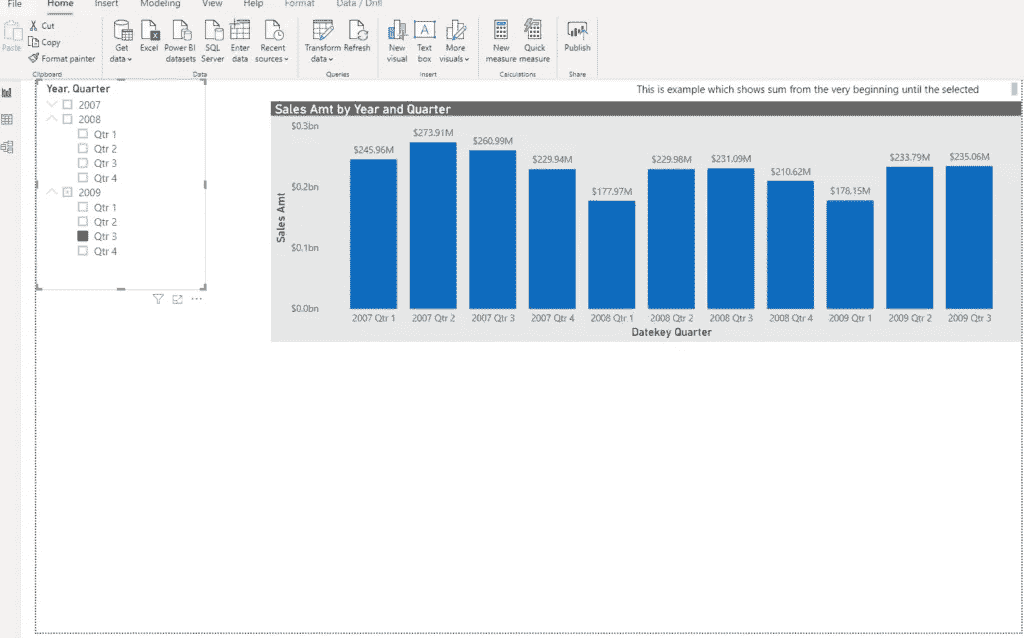 File Home Insert Modeling View Help Format Data / Drill
Paste
Cut
Copy
Format painter
Clipboard
Get data
Excel
Power BI datasets
SQL Server
Enter data
Recent sources
Data
Transform data
Refresh
Queries
New visual
Text box
More visuals
Insert
New measure
Quick measure
Calculations
Publish
Share
Year, Quarter
2007
2008
Qtr 1
Qtr 2
Qtr 3
Qtr 4
2009
Qtr 1
Qtr 2
Qtr 3
Qtr 4
This is example which shows sum from the very beginning until the selected
Sales Amt by Year and Quarter
$0.3bn
$0.2bn
$0.1bn
$0.0bn
Sales Amt
$245.96M $273.91M $260.99M $229.94M $177.97M $229.98M $231.09M $210.62M $178.15M $233.79M $235.06M
2007 Qtr 1 2007 Qtr 2 2007 Qtr 3 2007 Qtr 4 2008 Qtr 1 2008 Qtr 2 2008 Qtr 3 2008 Qtr 4 2009 Qtr 1 2009 Qtr 2 2009 Qtr 3
Datekey Quarter